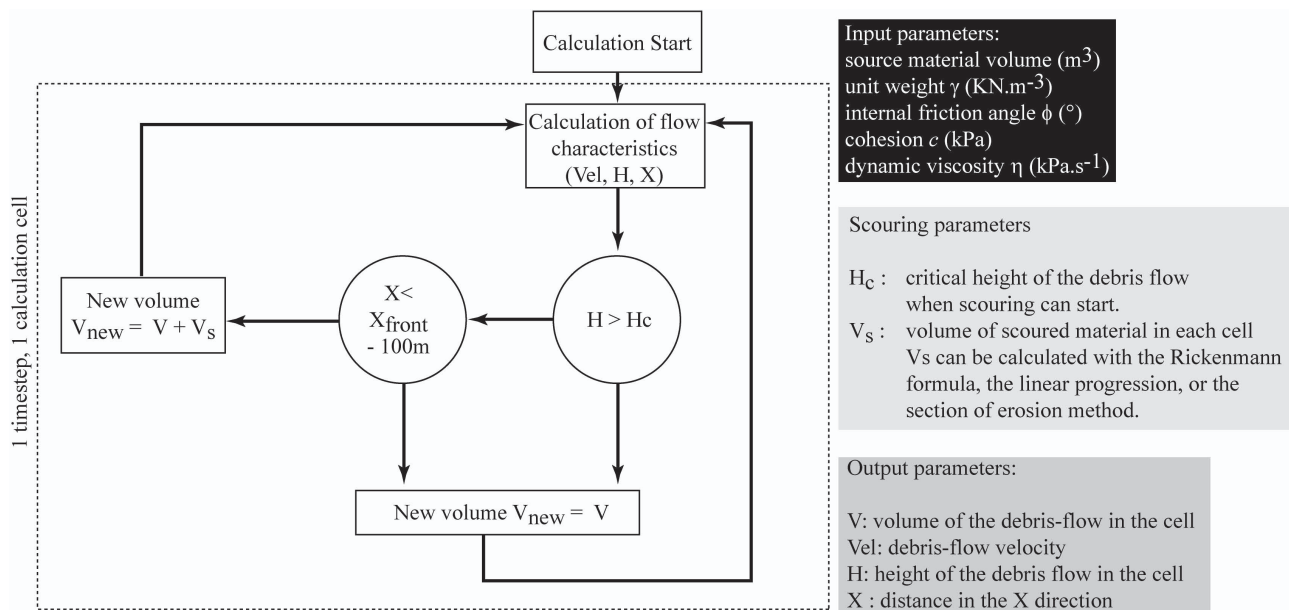 Calculation Start
Calculation of flow
characteristics
(Vel, H, X)
H > Hc
X<
Xfront
- 100m
New volume
Vnew = V + Vs
New volume Vnew = V
1 timestep, 1 calculation cell
Input parameters:
source material volume (m3)
unit weight γ (KN.m-3)
internal friction angle ϕ (°)
cohesion c (kPa)
dynamic viscosity η (kPa.s-1)
Scouring parameters
Hc : critical height of the debris flow
when scouring can start.
Vs : volume of scoured material in each cell
Vs can be calculated with the Rickenmann
formula, the linear progression, or the
section of erosion method.
Output parameters:
V: volume of the debris-flow in the cell
Vel: debris-flow velocity
H: height of the debris flow in the cell
X : distance in the X direction